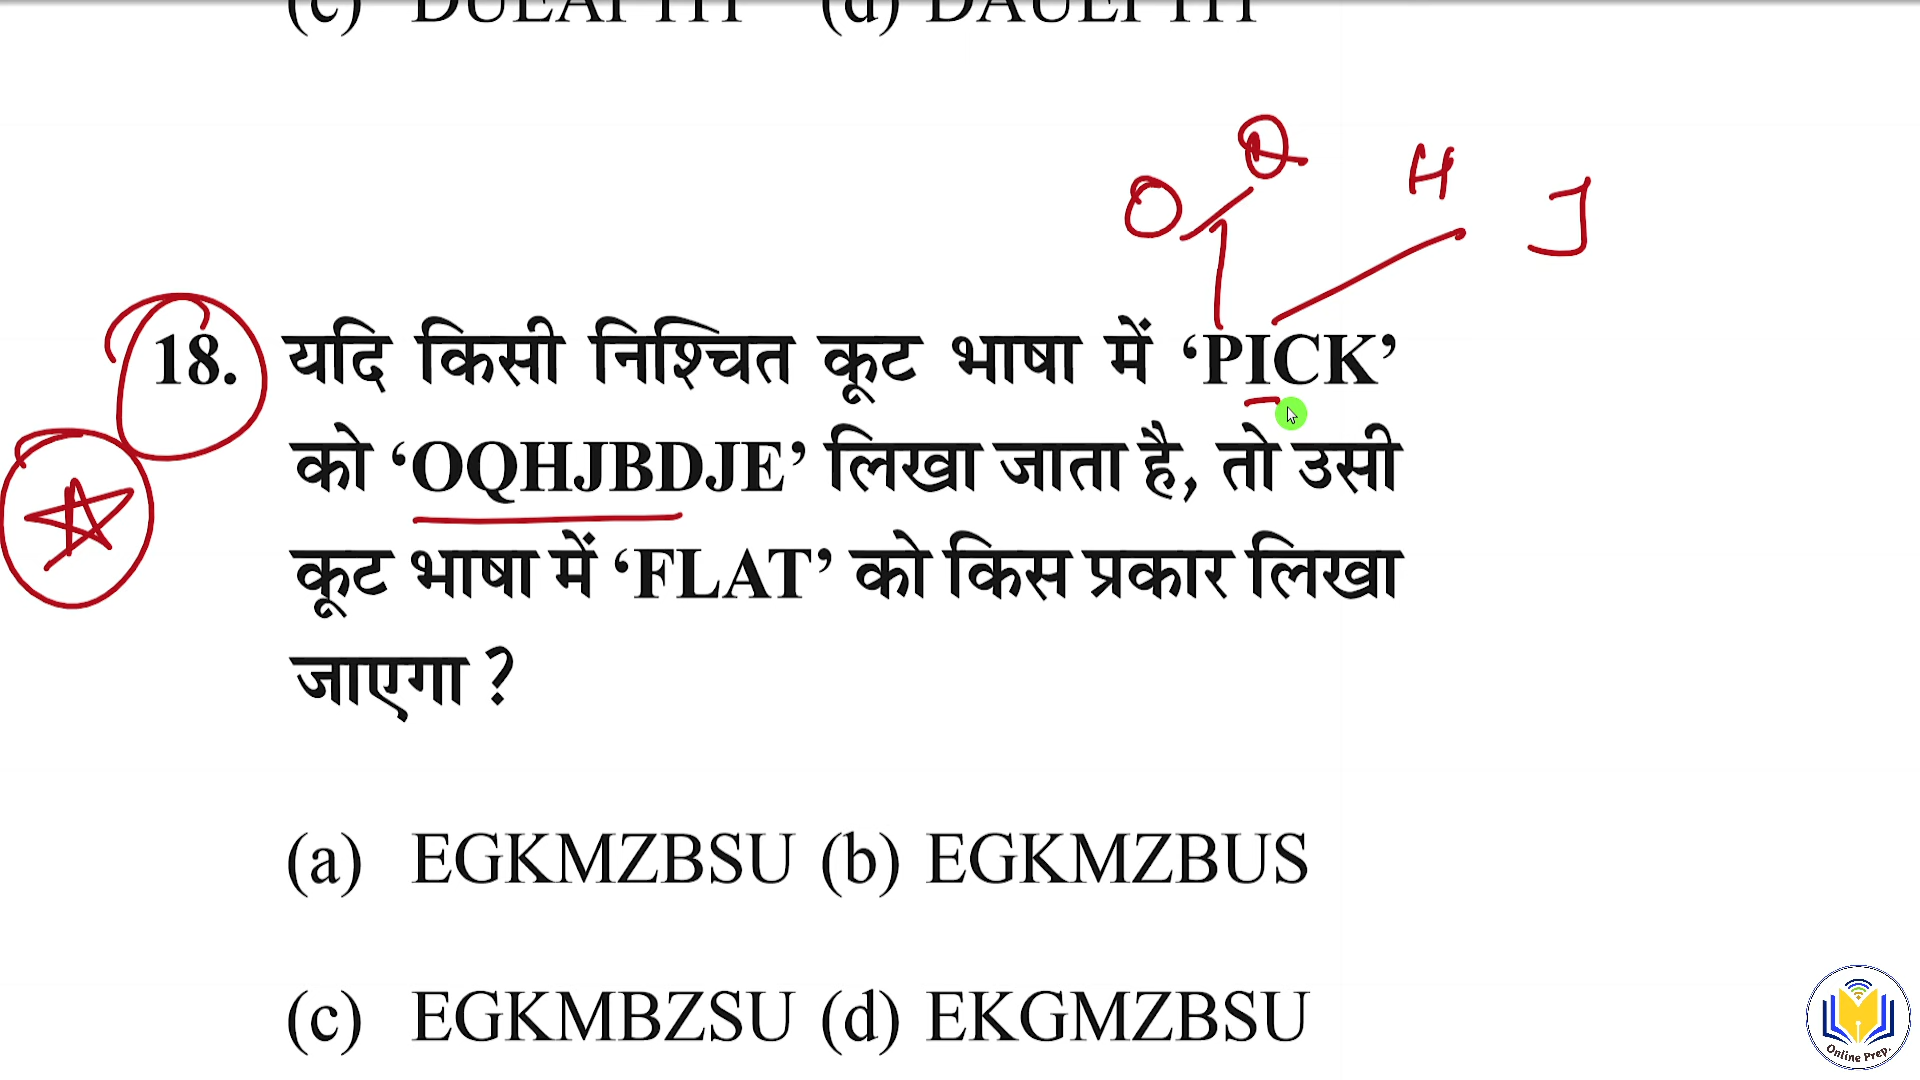 (c) (d)
O Q H J
18. यदि किसी निश्चित कूट भाषा में ‘PICK’
को ‘OQHJBDJE’ लिखा जाता है, तो उसी
कूट भाषा में ‘FLAT’ को किस प्रकार लिखा
जाएगा ?
(a) EGKMZBSU (b) EGKMZBUS
(c) EGKMBZSU (d) EKGMZBSU
Online Prep.